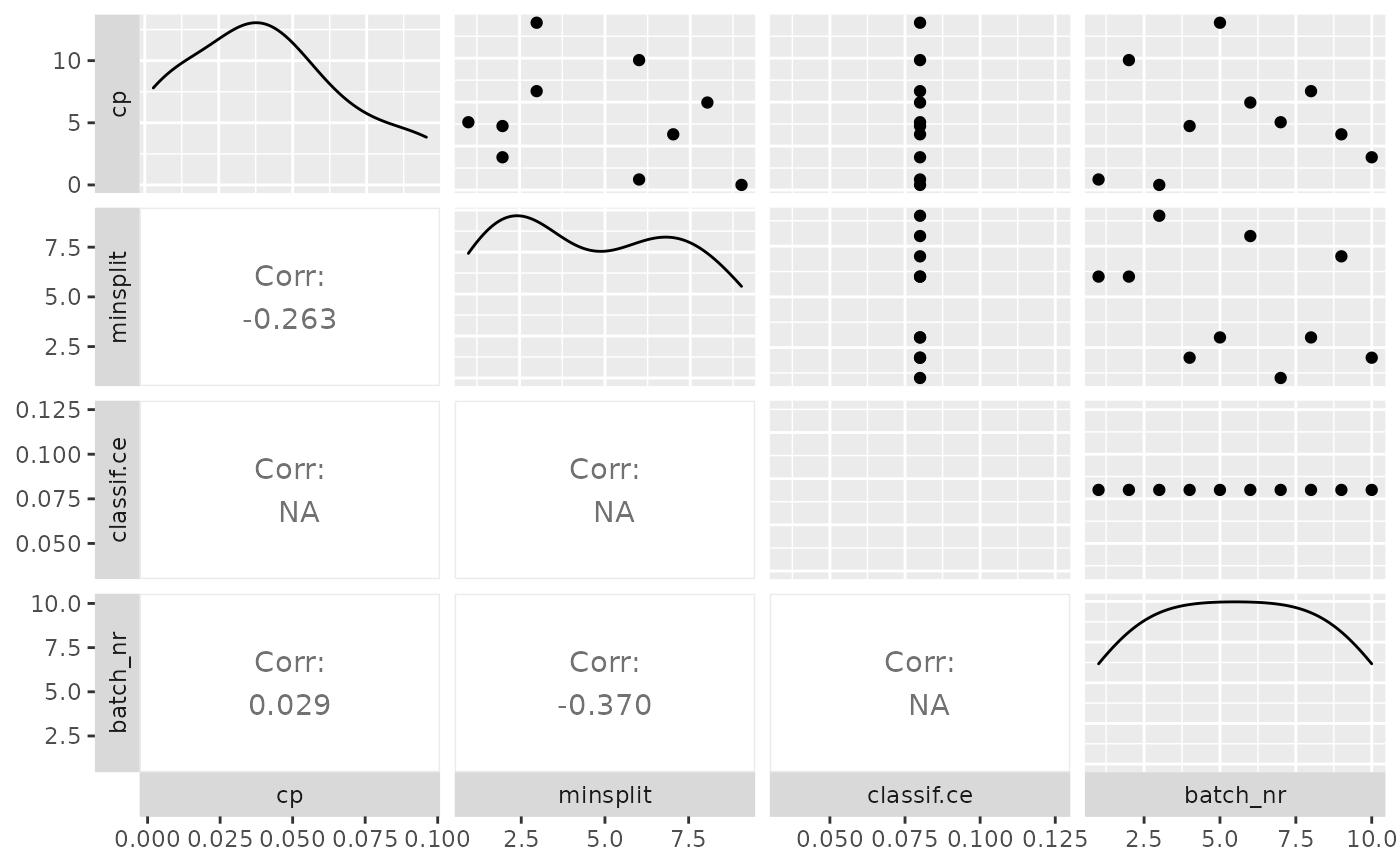 cp
10
5
0
minsplit
7.5
5.0
2.5
Corr:
-0.263
classif.ce
0.125
0.100
0.075
0.050
Corr:
NA
Corr:
NA
batch_nr
10.0
7.5
5.0
2.5
Corr:
0.029
Corr:
-0.370
Corr:
NA
cp
minsplit
classif.ce
batch_nr
0.000 0.025 0.050 0.075 0.100
2.5 5.0 7.5
0.050 0.075 0.100 0.125
2.5 5.0 7.5 10.0